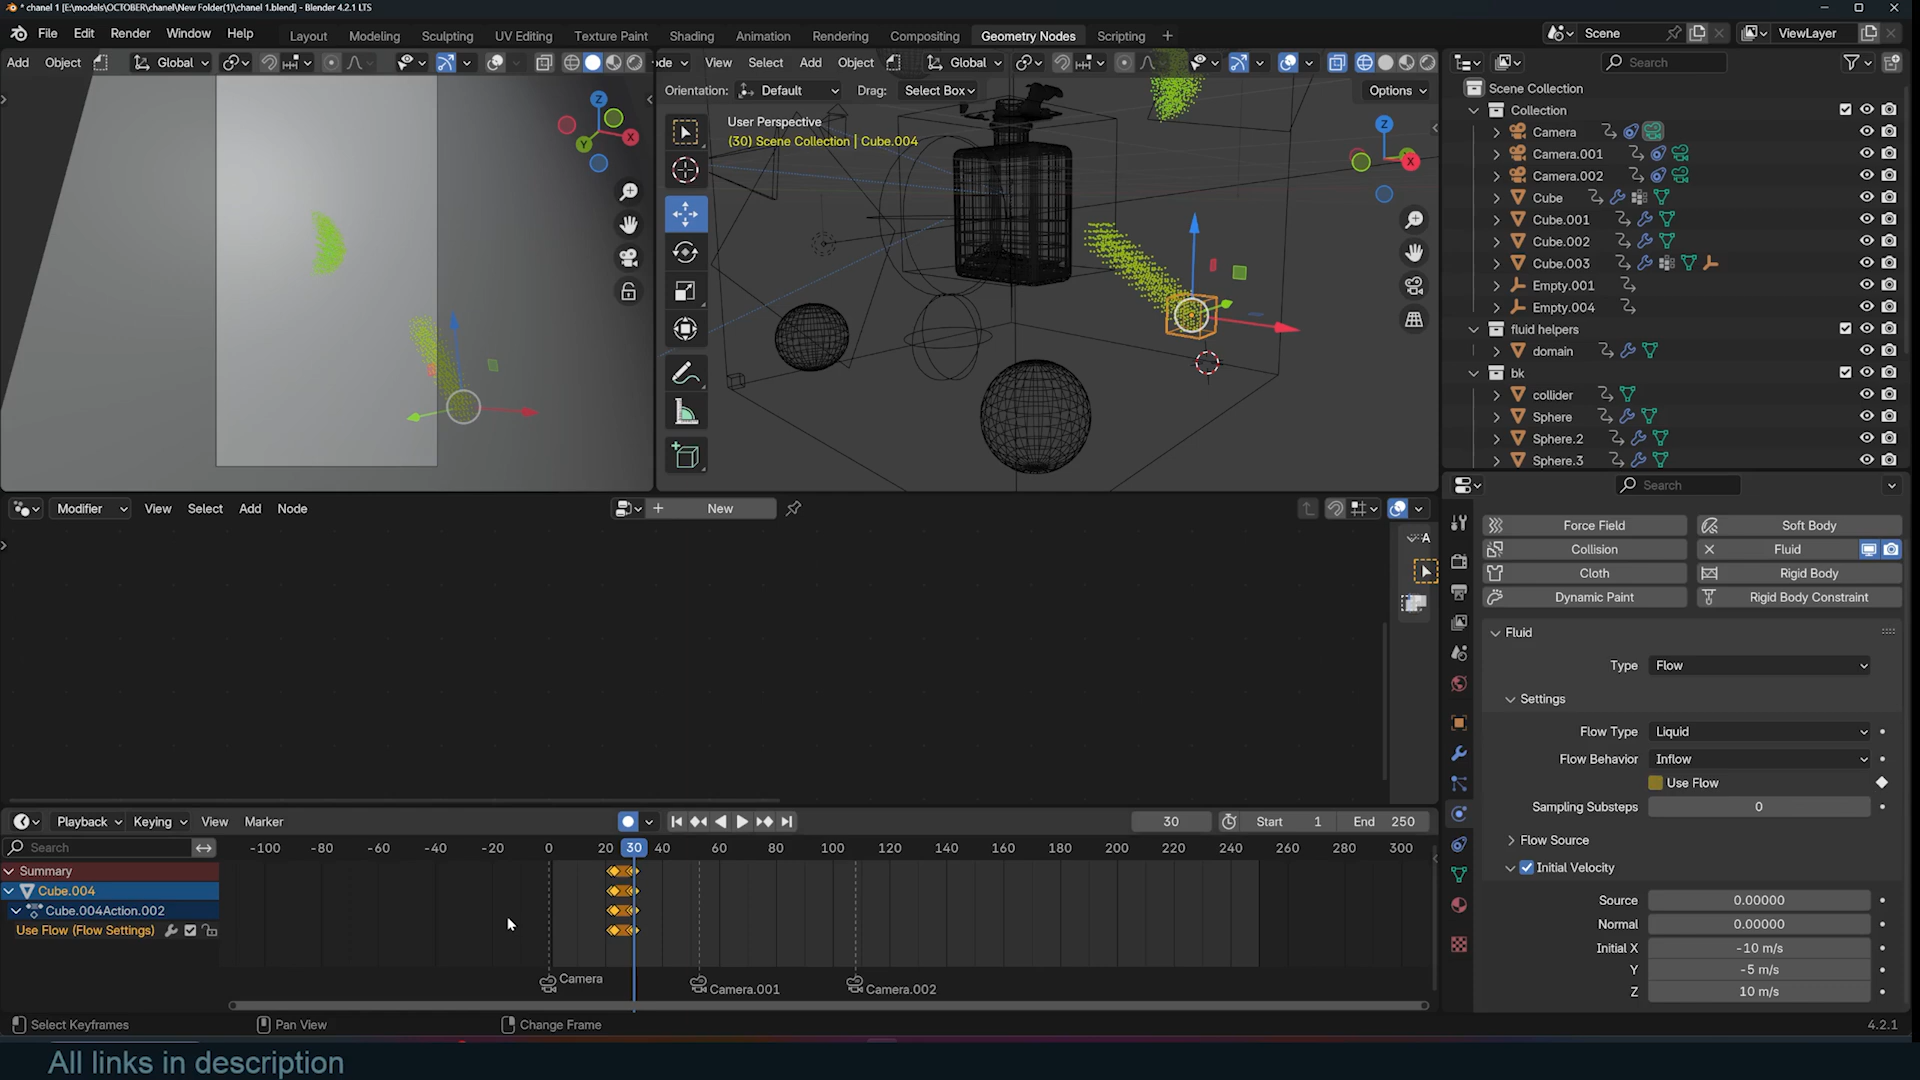 * chanel 1 [E:\models\OCTOBER\chanel\New Folder(1)\chanel 1.blend] - Blender 4.2.1 LTS
File Edit Render Window Help Layout Modeling Sculpting UV Editing Texture Paint Shading Animation Rendering Compositing Geometry Nodes Scripting + Scene ViewLayer
Add Object Global
ode View Select Add Object Global
Search
Orientation: Default Drag: Select Box Options
User Perspective
(30) Scene Collection | Cube.004
Z
X
Y
Z
X
Scene Collection
Collection
Camera
Camera.001
Camera.002
Cube
Cube.001
Cube.002
Cube.003
Empty.001
Empty.004
fluid helpers
domain
bk
collider
Sphere
Sphere.2
Sphere.3
Modifier View Select Add Node
New
A
Search
Force Field Soft Body
Collision Fluid
Cloth Rigid Body
Dynamic Paint Rigid Body Constraint
Fluid
Type Flow
Settings
Flow Type Liquid
Flow Behavior Inflow
Use Flow
Sampling Substeps 0
Flow Source
Initial Velocity
Source 0.00000
Normal 0.00000
Initial X -10 m/s
Y -5 m/s
Z 10 m/s
Playback Keying View Marker
30 Start 1 End 250
Search
-100 -80 -60 -40 -20 0 20 30 40 60 80 100 120 140 160 180 200 220 240 260 280 300
Summary
Cube.004
Cube.004Action.002
Use Flow (Flow Settings)
Camera
Camera.001
Camera.002
Select Keyframes Pan View Change Frame
4.2.1
All links in description